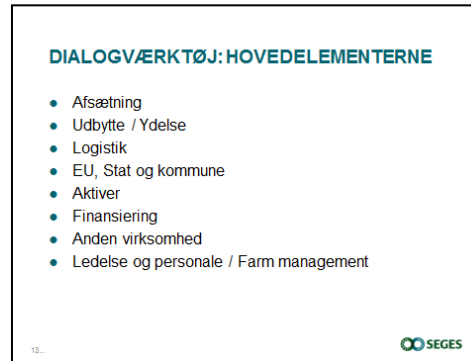 DIALOGVÆRKTØJ: HOVEDELEMENTERNE
● Afsætning
● Udbytte / Ydelse
● Logistik
● EU, Stat og kommune
● Aktiver
● Finansiering
● Anden virksomhed
● Ledelse og personale / Farm management
13...
SEGES